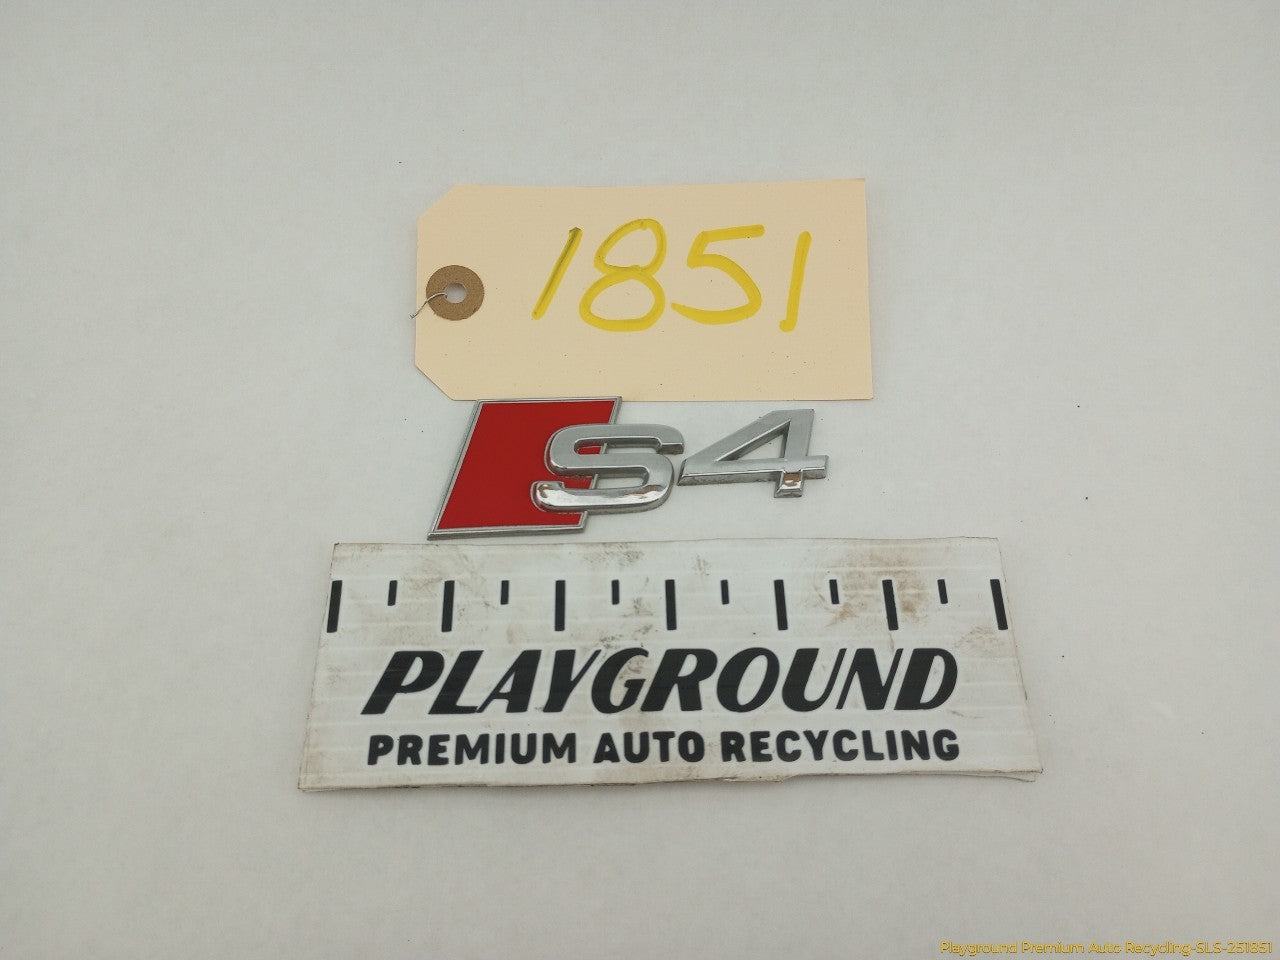 1851
S4
PLAYGROUND
PREMIUM AUTO RECYCLING
Playground Premium Auto Recycling-SLS-251851